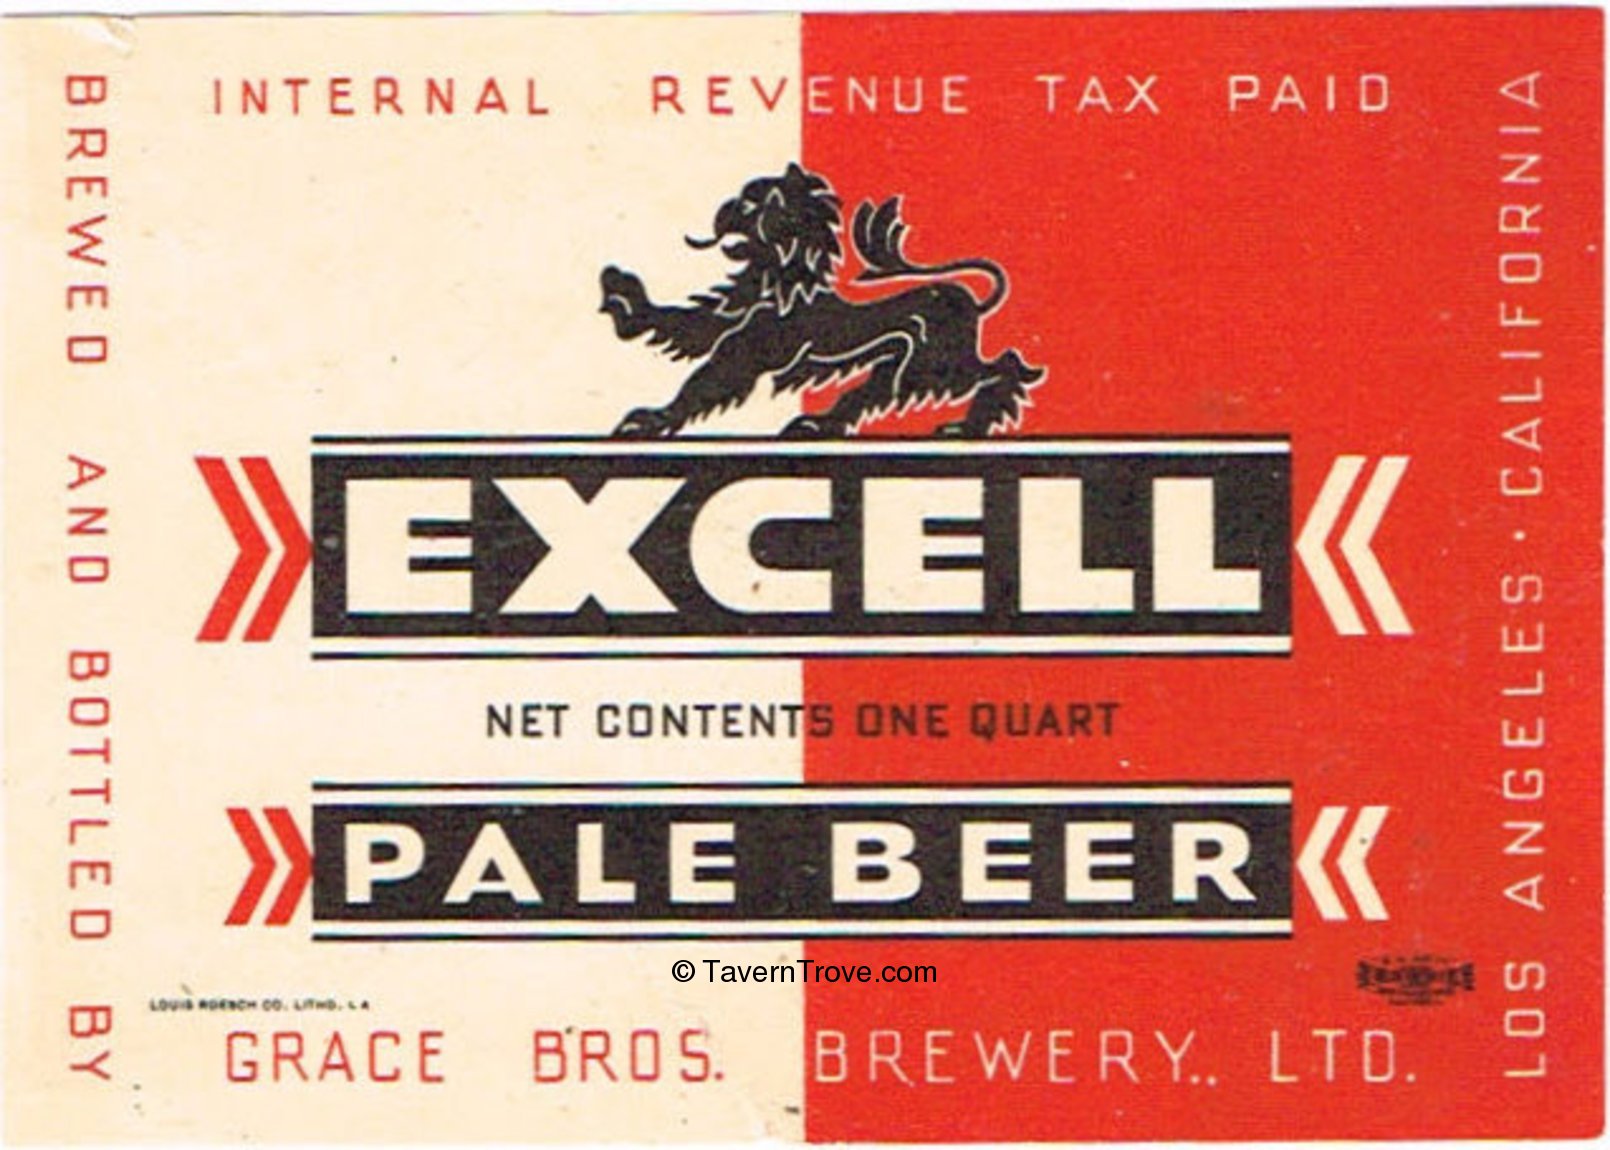 INTERNAL REVENUE TAX PAID
BREWED AND BOTTLED BY
EXCELL
NET CONTENTS ONE QUART
PALE BEER
© TavernTrove.com
LOUIS ROESCH CO. LITHO. L A
GRACE BROS. BREWERY., LTD.
LOS ANGELES · CALIFORNIA